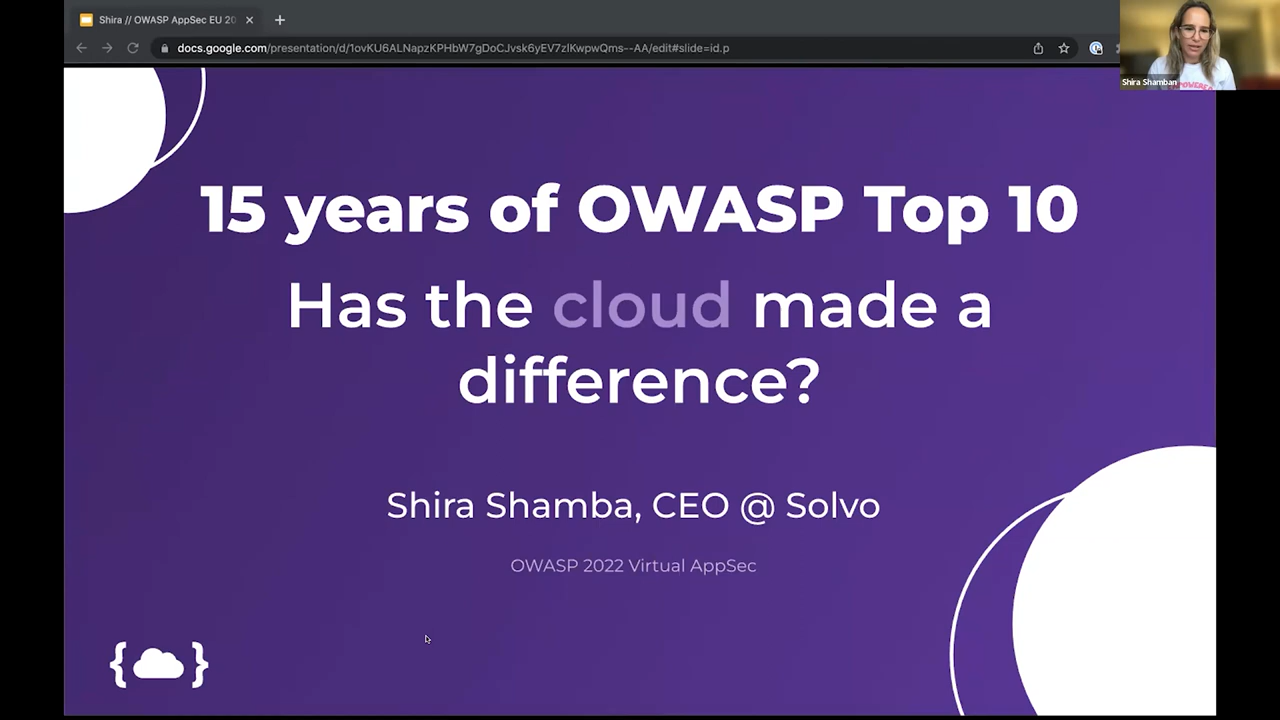 Shira // OWASP AppSec EU 20
docs.google.com/presentation/d/1ovKU6ALNapzKPHbW7gDoCJvsk6yEV7zlKwpwQms--AA/edit#slide=id.p
Shira Shamban
15 years of OWASP Top 10
Has the cloud made a
difference?
Shira Shamba, CEO @ Solvo
OWASP 2022 Virtual AppSec